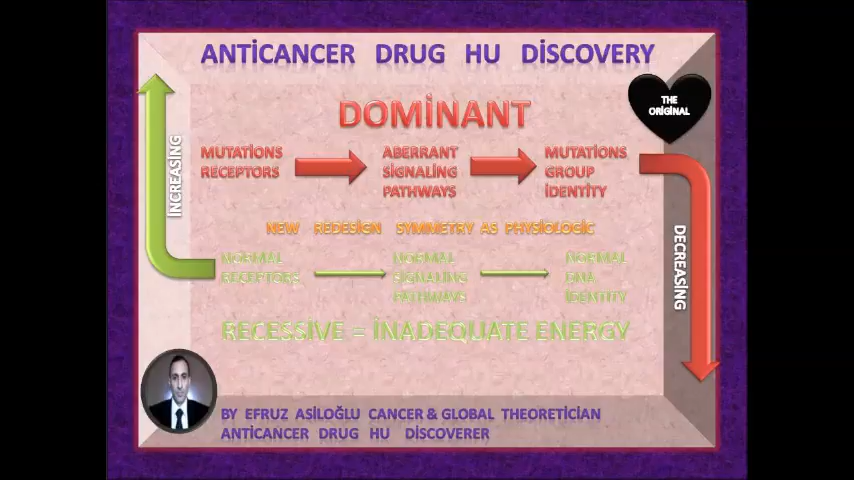 ANTİCANCER DRUG HU DİSCOVERY
THE
ORİGİNAL
DOMİNANT
MUTATİONS
RECEPTORS
ABERRANT
SİGNALİNG
PATHWAYS
MUTATİONS
GROUP
İDENTİTY
İNCREASİNG
DECREASİNG
NEW REDESİGN SYMMETRY AS PHYSİOLOGİC
NORMAL
RECEPTORS
NORMAL
SİGNALİNG
PATHWAYS
NORMAL
DNA
İDENTİTY
RECESSİVE = İNADEQUATE ENERGY
BY EFRUZ ASİLOĞLU CANCER & GLOBAL THEORETİCİAN
ANTİCANCER DRUG HU DİSCOVERER